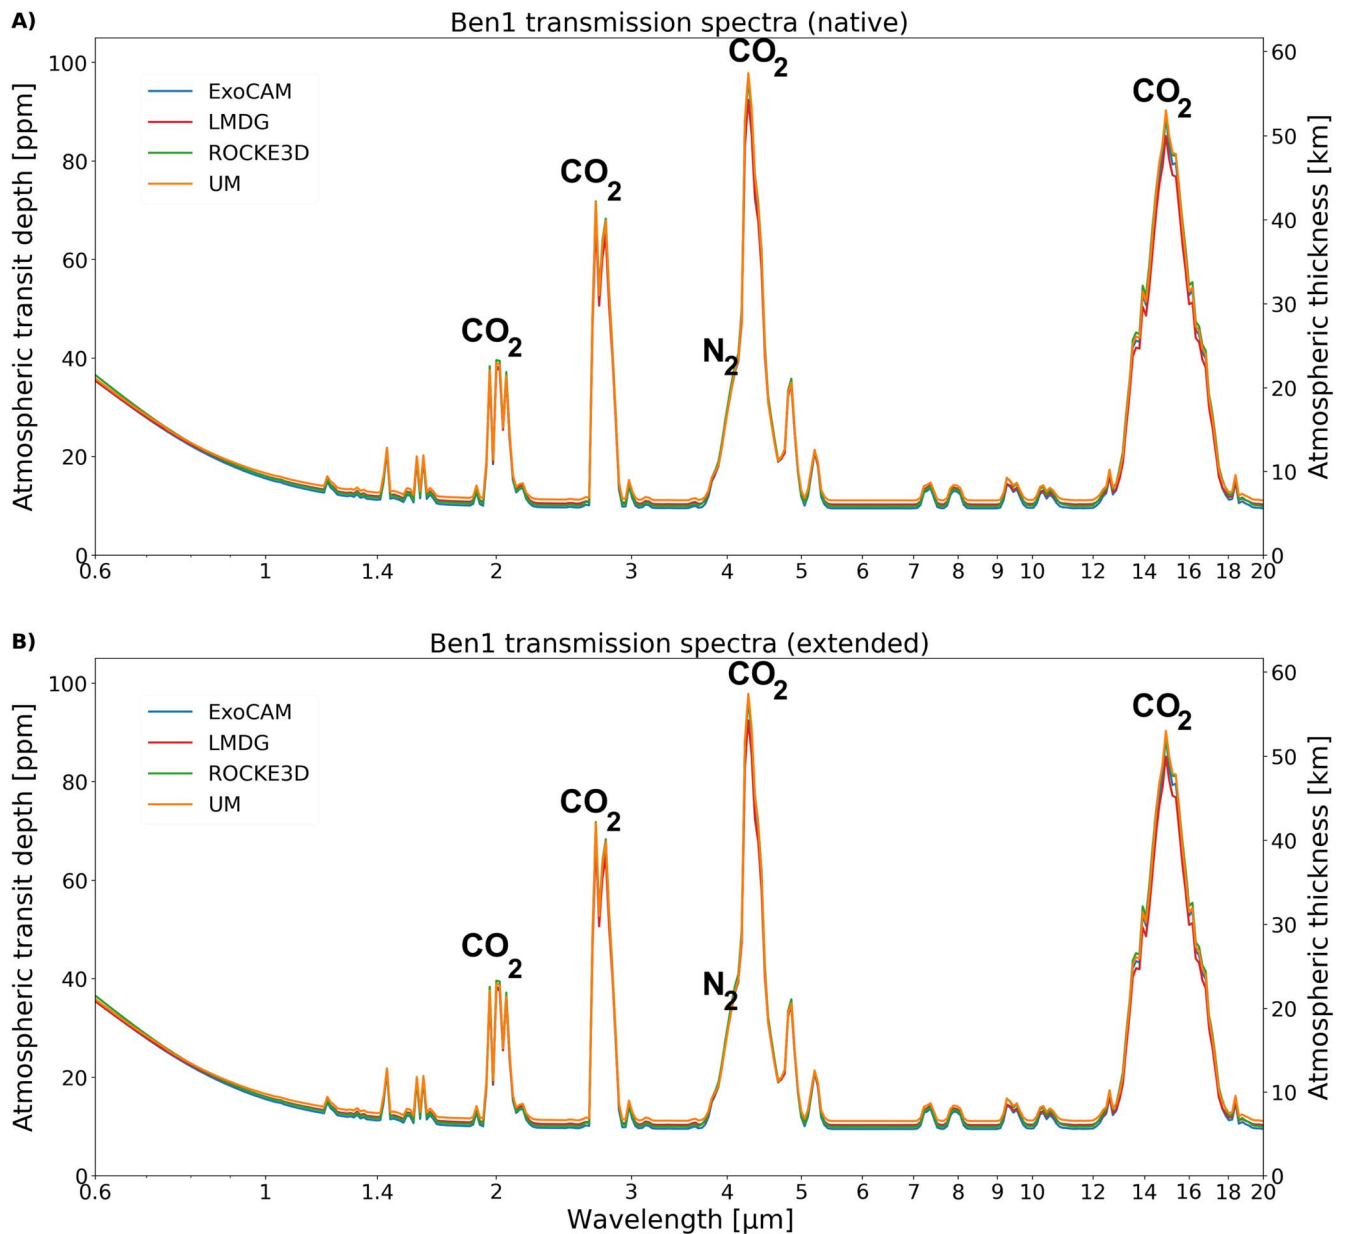 A)
Ben1 transmission spectra (native)
Atmospheric transit depth [ppm]
Atmospheric thickness [km]
100
80
60
40
20
0
60
50
40
30
20
10
0
ExoCAM
LMDG
ROCKE3D
UM
CO2
CO2
N2
CO2
CO2
0.6 1 1.4 2 3 4 5 6 7 8 9 10 12 14 16 18 20
B)
Ben1 transmission spectra (extended)
Atmospheric transit depth [ppm]
Atmospheric thickness [km]
100
80
60
40
20
0
60
50
40
30
20
10
0
ExoCAM
LMDG
ROCKE3D
UM
CO2
CO2
N2
CO2
CO2
0.6 1 1.4 2 3 4 5 6 7 8 9 10 12 14 16 18 20
Wavelength [μm]